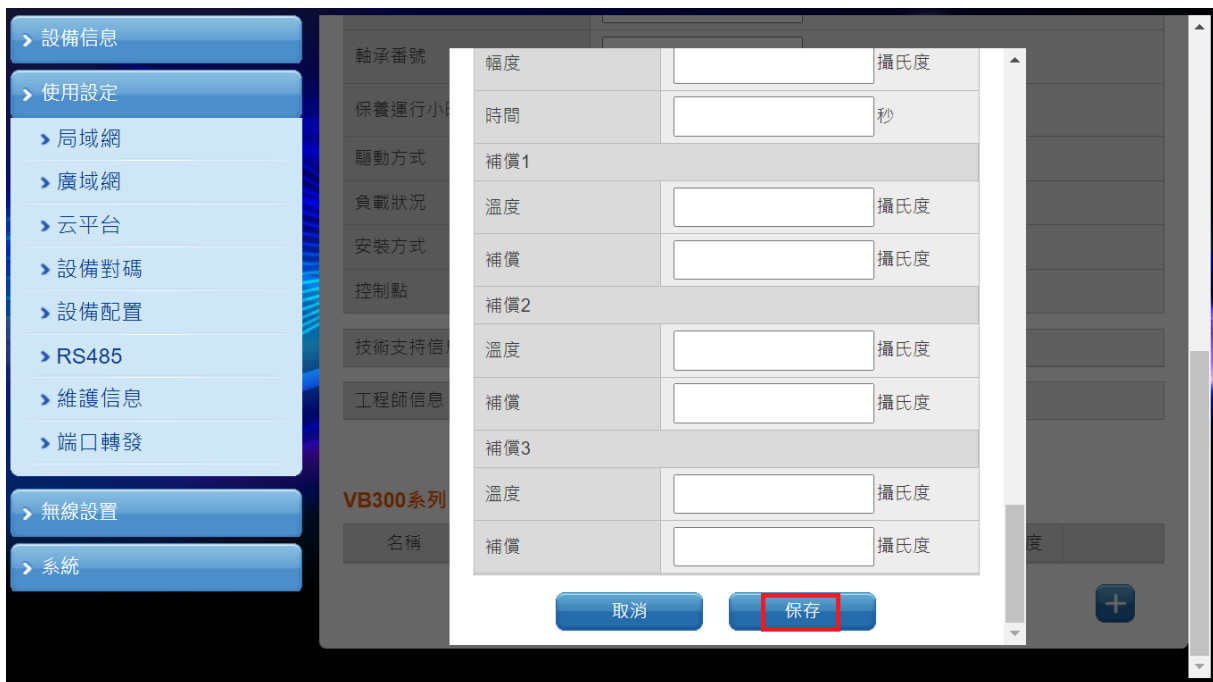 設備信息
使用設定
局域網
廣域網
云平台
設備對碼
設備配置
RS485
維護信息
端口轉發
無線設置
系統
軸承番號
保養運行小
驅動方式
負載狀況
安裝方式
控制點
技術支持信
工程師信息
VB300系列
名稱
度
幅度 攝氏度
時間 秒
補償1
溫度 攝氏度
補償 攝氏度
補償2
溫度 攝氏度
補償 攝氏度
補償3
溫度 攝氏度
補償 攝氏度
取消 保存